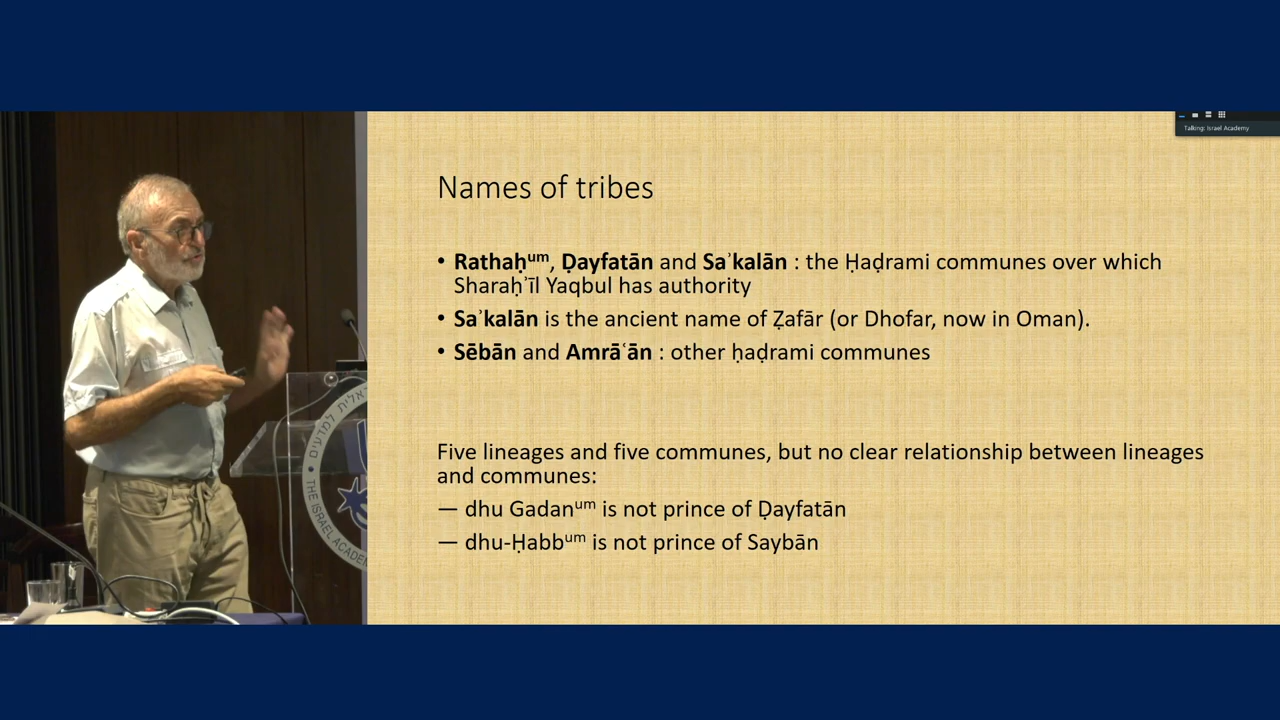 Talking: Israel Academy
Names of tribes
• Rathaḥᵘᵐ, Ḍayfatān and Saʾkalān : the Ḥaḍrami communes over which
Sharaḥʾīl Yaqbul has authority
• Saʾkalān is the ancient name of Ẓafār (or Dhofar, now in Oman).
• Sēbān and Amrāʿān : other ḥaḍrami communes
Five lineages and five communes, but no clear relationship between lineages
and communes:
— dhu Gadanᵘᵐ is not prince of Ḍayfatān
— dhu-Ḥabbᵘᵐ is not prince of Saybān
THE ISRAEL
למדעים